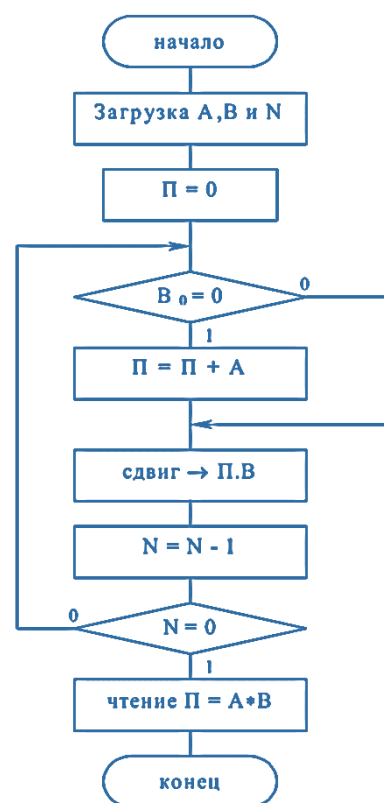 начало
Загрузка А,В и N
П = 0
В 0 = 0
0
1
П = П + А
сдвиг → П.В
N = N - 1
0
N = 0
1
чтение П = А*В
конец